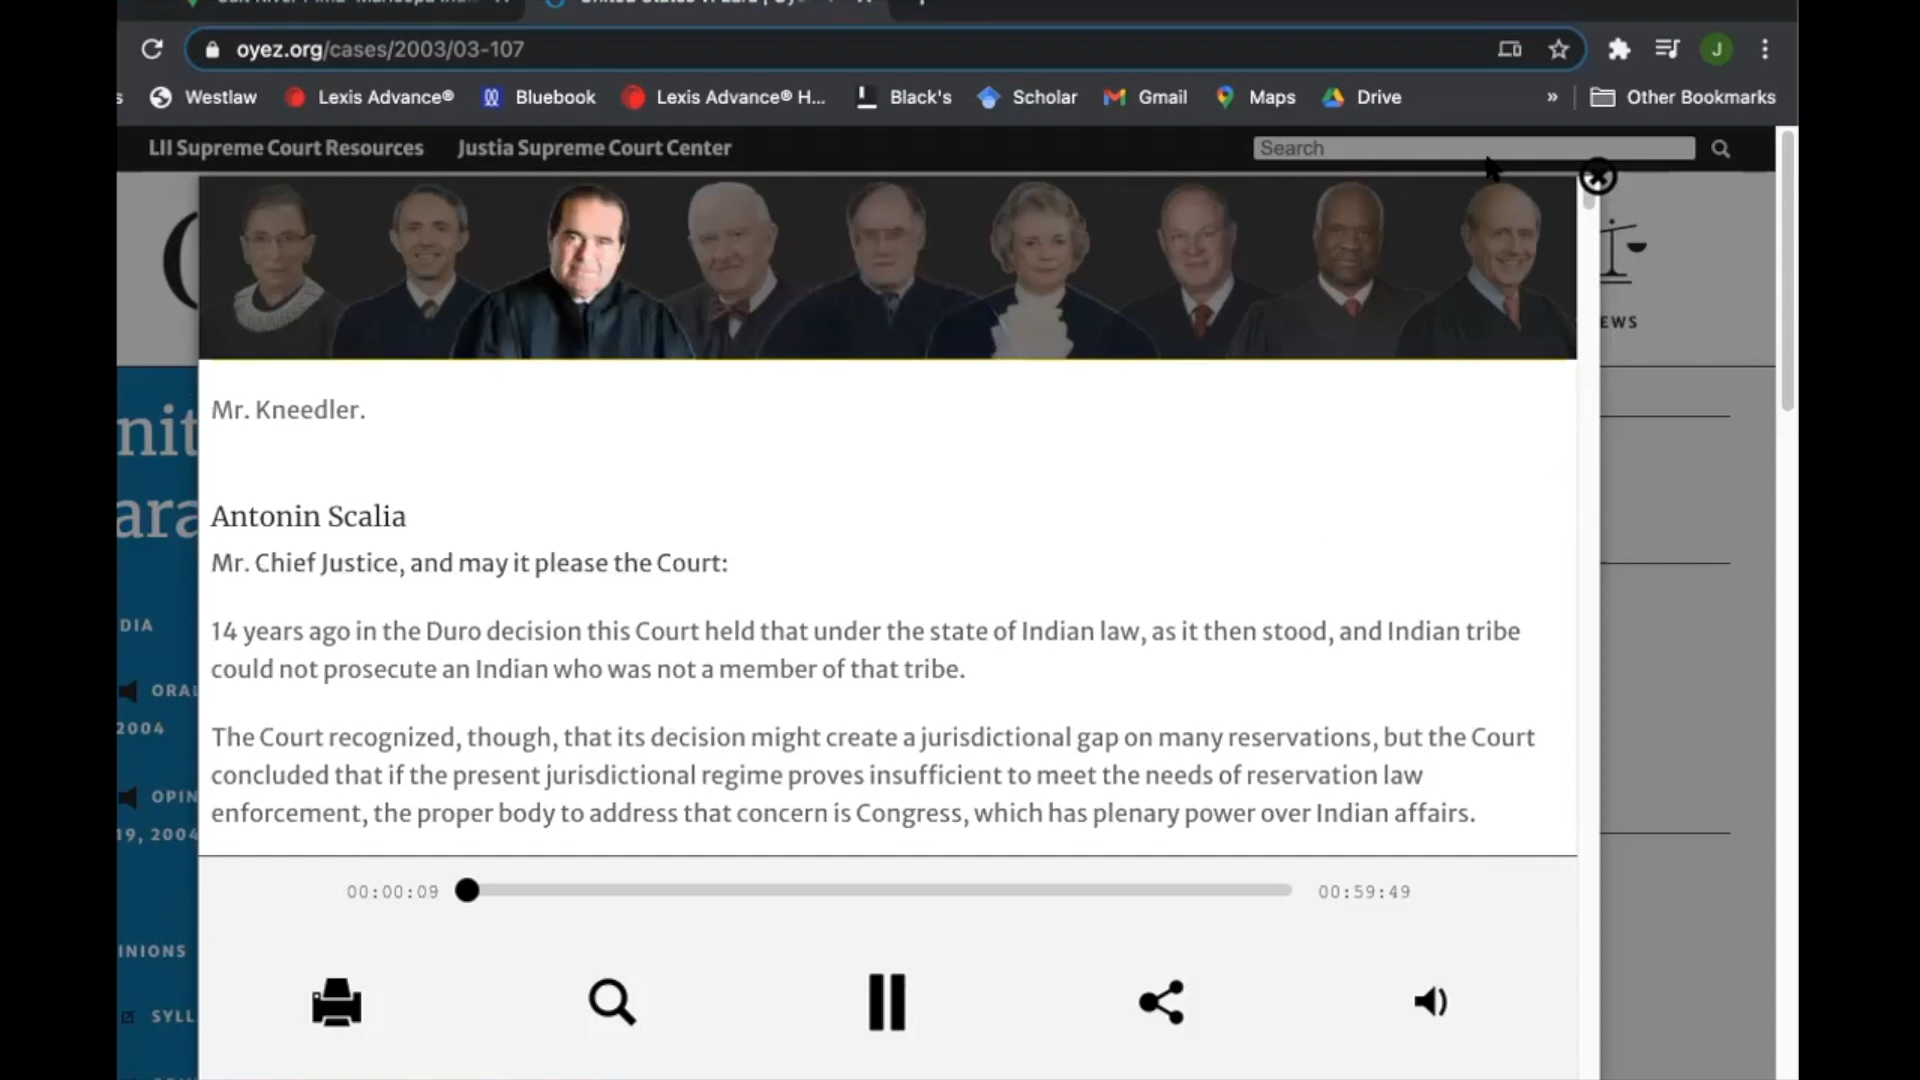 oyez.org/cases/2003/03-107
J
s Westlaw Lexis Advance® Bluebook Lexis Advance® H... Black's Scholar Gmail Maps Drive » Other Bookmarks
LII Supreme Court Resources Justia Supreme Court Center Search
EWS
nit
ara
Mr. Kneedler.
Antonin Scalia
Mr. Chief Justice, and may it please the Court:
14 years ago in the Duro decision this Court held that under the state of Indian law, as it then stood, and Indian tribe
could not prosecute an Indian who was not a member of that tribe.
The Court recognized, though, that its decision might create a jurisdictional gap on many reservations, but the Court
concluded that if the present jurisdictional regime proves insufficient to meet the needs of reservation law
enforcement, the proper body to address that concern is Congress, which has plenary power over Indian affairs.
DIA
ORAL
2004
OPIN
19, 2004
INIONS
SYLL
00:00:09 00:59:49